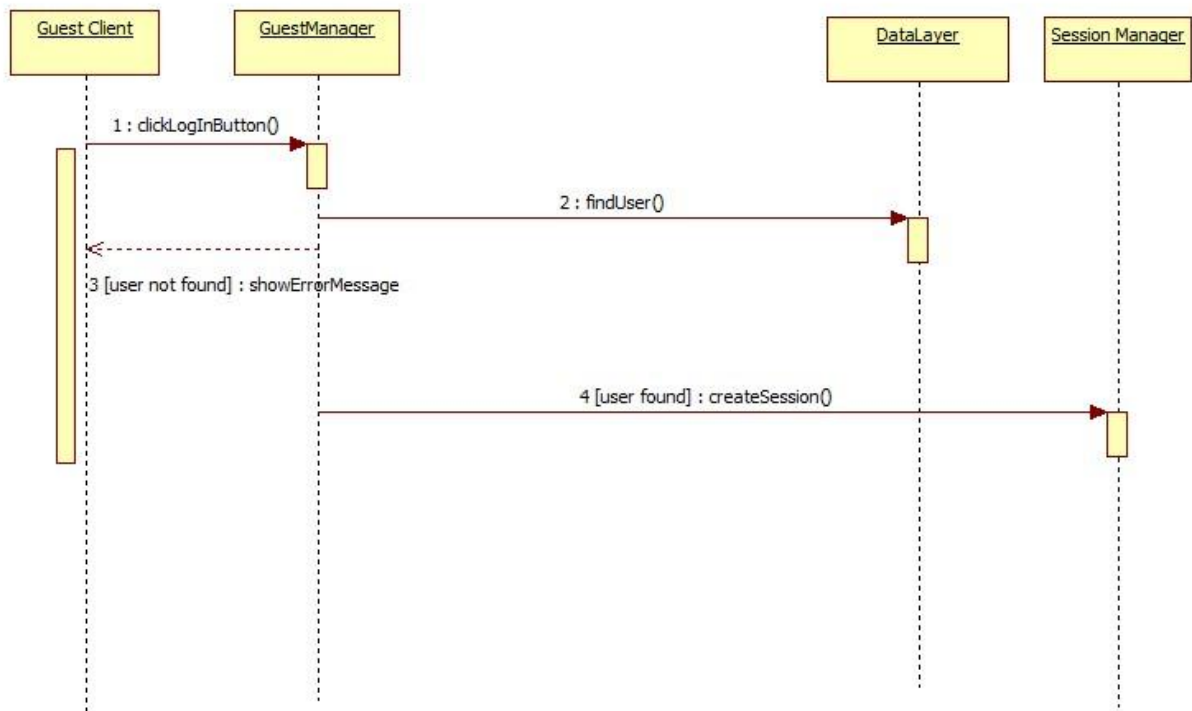 Guest Client
GuestManager
DataLayer
Session Manager
1 : clickLogInButton()
2 : findUser()
3 [user not found] : showErrorMessage
4 [user found] : createSession()